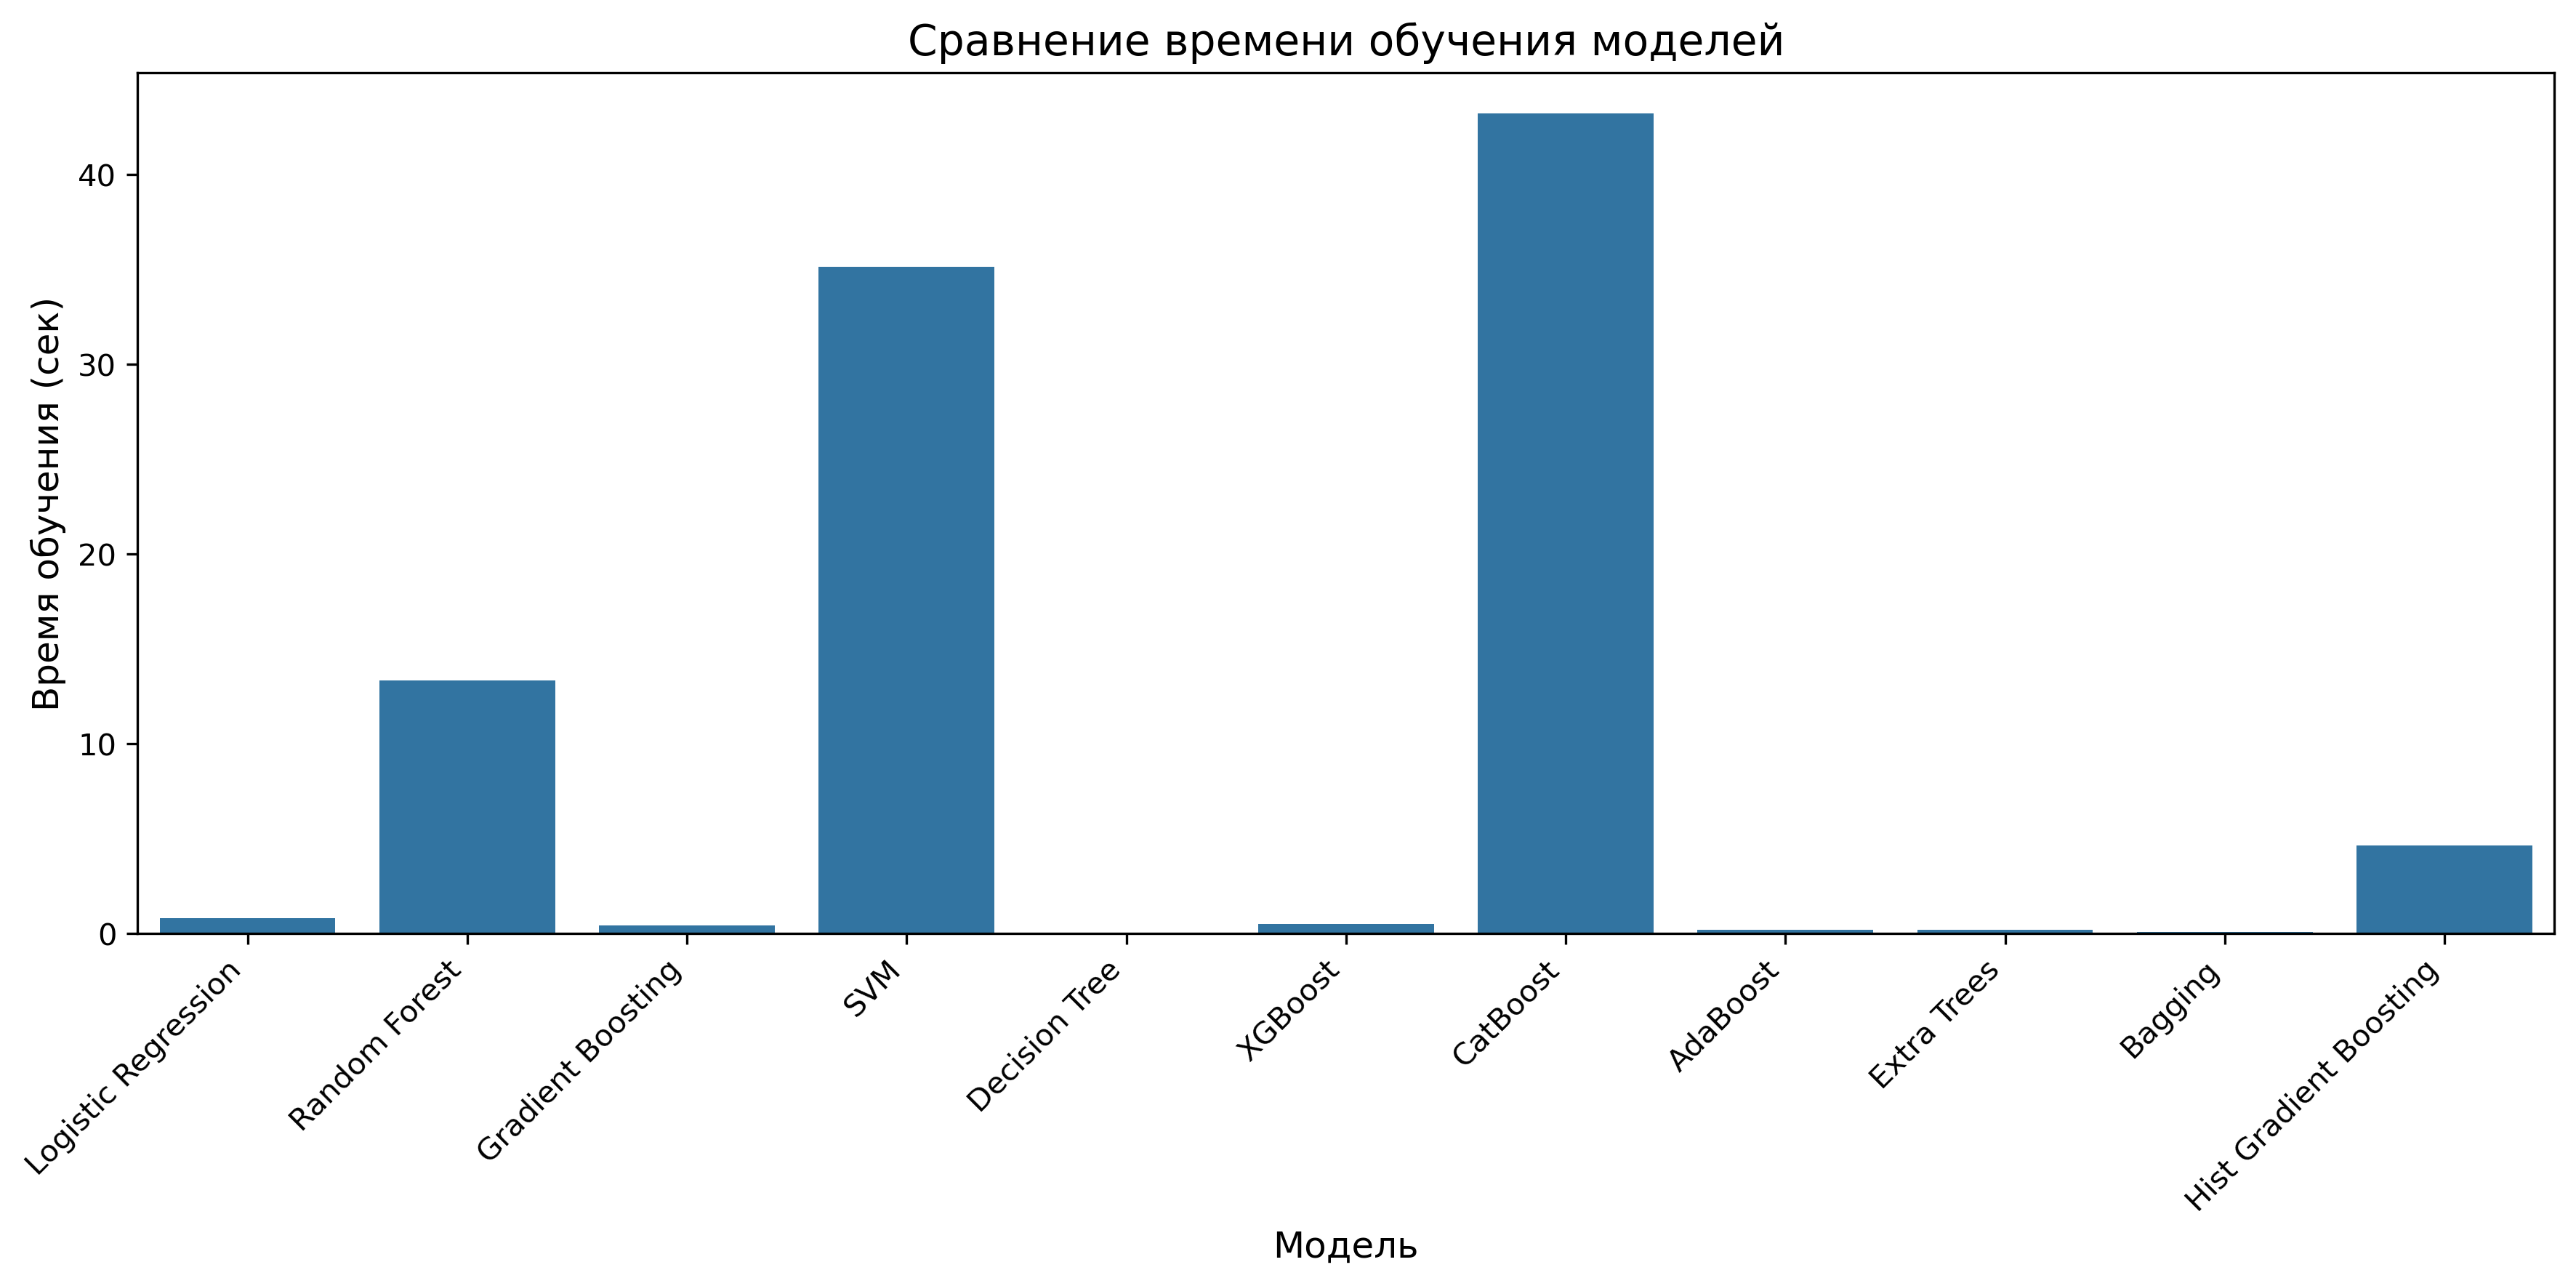 Сравнение времени обучения моделей
Время обучения (сек)
40
30
20
10
0
Logistic Regression
Random Forest
Gradient Boosting
SVM
Decision Tree
XGBoost
CatBoost
AdaBoost
Extra Trees
Bagging
Hist Gradient Boosting
Модель